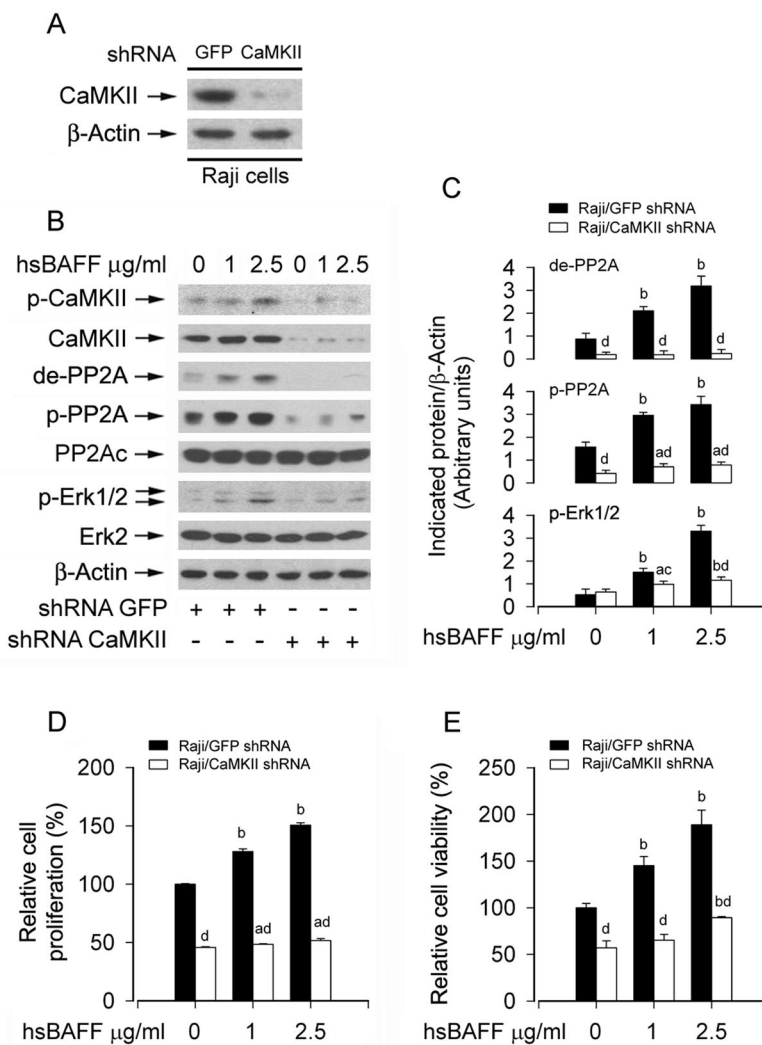 A
shRNA GFP CaMKII
CaMKII
β-Actin
Raji cells
B
hsBAFF μg/ml 0 1 2.5 0 1 2.5
p-CaMKII
CaMKII
de-PP2A
p-PP2A
PP2Ac
p-Erk1/2
Erk2
β-Actin
shRNA GFP + + + - - -
shRNA CaMKII - - - + + +
C
Raji/GFP shRNA
Raji/CaMKII shRNA
Indicated protein/β-Actin
(Arbitrary units)
de-PP2A
4
3
2
1
0
d b d b d
p-PP2A
4
3
2
1
0
d b ad b ad
p-Erk1/2
4
3
2
1
0
b ac b bd
hsBAFF μg/ml 0 1 2.5
D
Raji/GFP shRNA
Raji/CaMKII shRNA
Relative cell
proliferation (%)
200
150
100
50
0
d b ad b ad
hsBAFF μg/ml 0 1 2.5
E
Raji/GFP shRNA
Raji/CaMKII shRNA
Relative cell viability (%)
250
200
150
100
50
0
d b d b bd
hsBAFF μg/ml 0 1 2.5